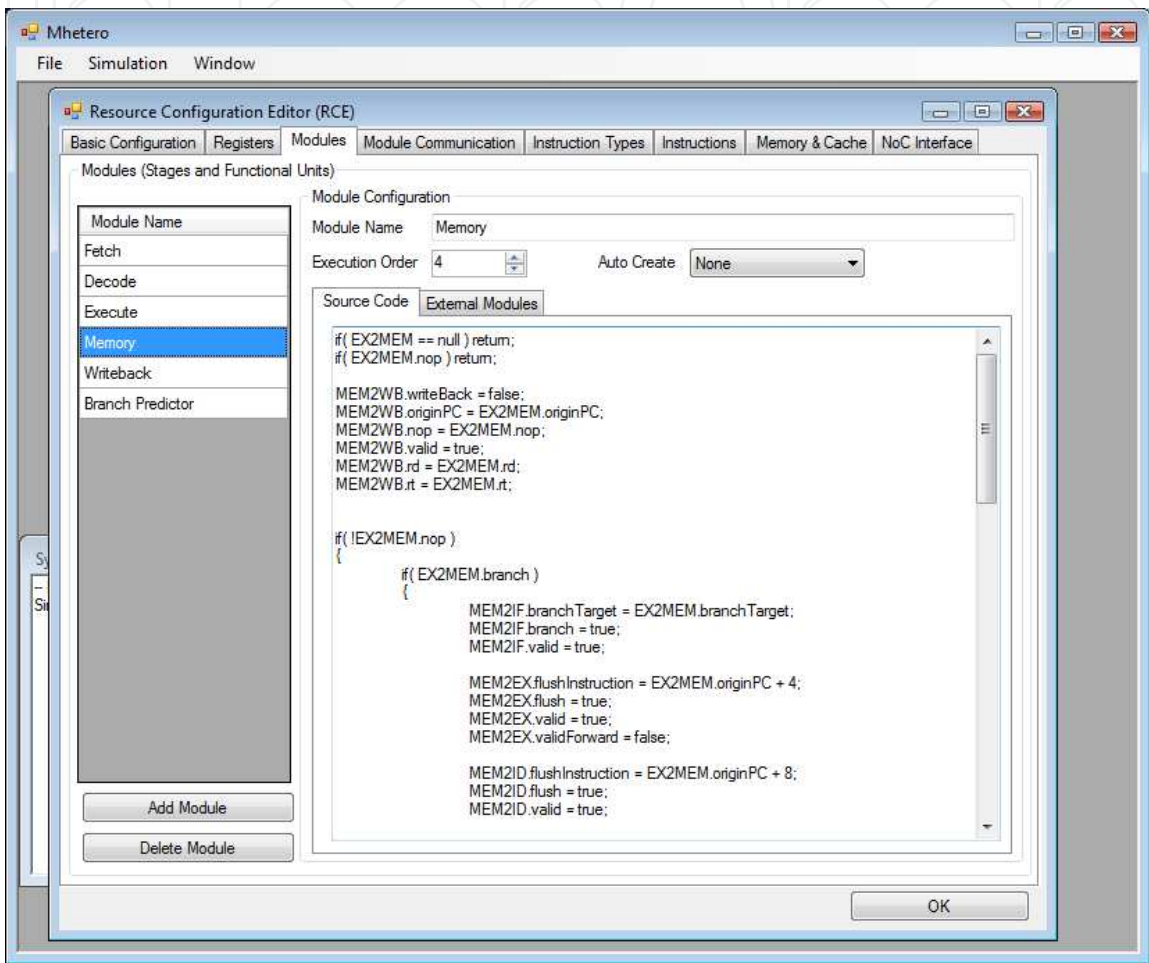 Mhetero
File Simulation Window
Resource Configuration Editor (RCE)
Basic Configuration Registers Modules Module Communication Instruction Types Instructions Memory & Cache NoC Interface
Modules (Stages and Functional Units)
Module Name
Fetch
Decode
Execute
Memory
Writeback
Branch Predictor
Add Module
Delete Module
Module Configuration
Module Name Memory
Execution Order 4 Auto Create None
Source Code External Modules
if( EX2MEM == null ) return;
if( EX2MEM.nop ) return;
MEM2WB.writeBack = false;
MEM2WB.originPC = EX2MEM.originPC;
MEM2WB.nop = EX2MEM.nop;
MEM2WB.valid = true;
MEM2WB.rd = EX2MEM.rd;
MEM2WB.rt = EX2MEM.rt;
if( !EX2MEM.nop )
{
if( EX2MEM.branch )
{
MEM2IF.branchTarget = EX2MEM.branchTarget;
MEM2IF.branch = true;
MEM2IF.valid = true;
MEM2EX.flushInstruction = EX2MEM.originPC + 4;
MEM2EX.flush = true;
MEM2EX.valid = true;
MEM2EX.validForward = false;
MEM2ID.flushInstruction = EX2MEM.originPC + 8;
MEM2ID.flush = true;
MEM2ID.valid = true;
OK
Sy
--
Si